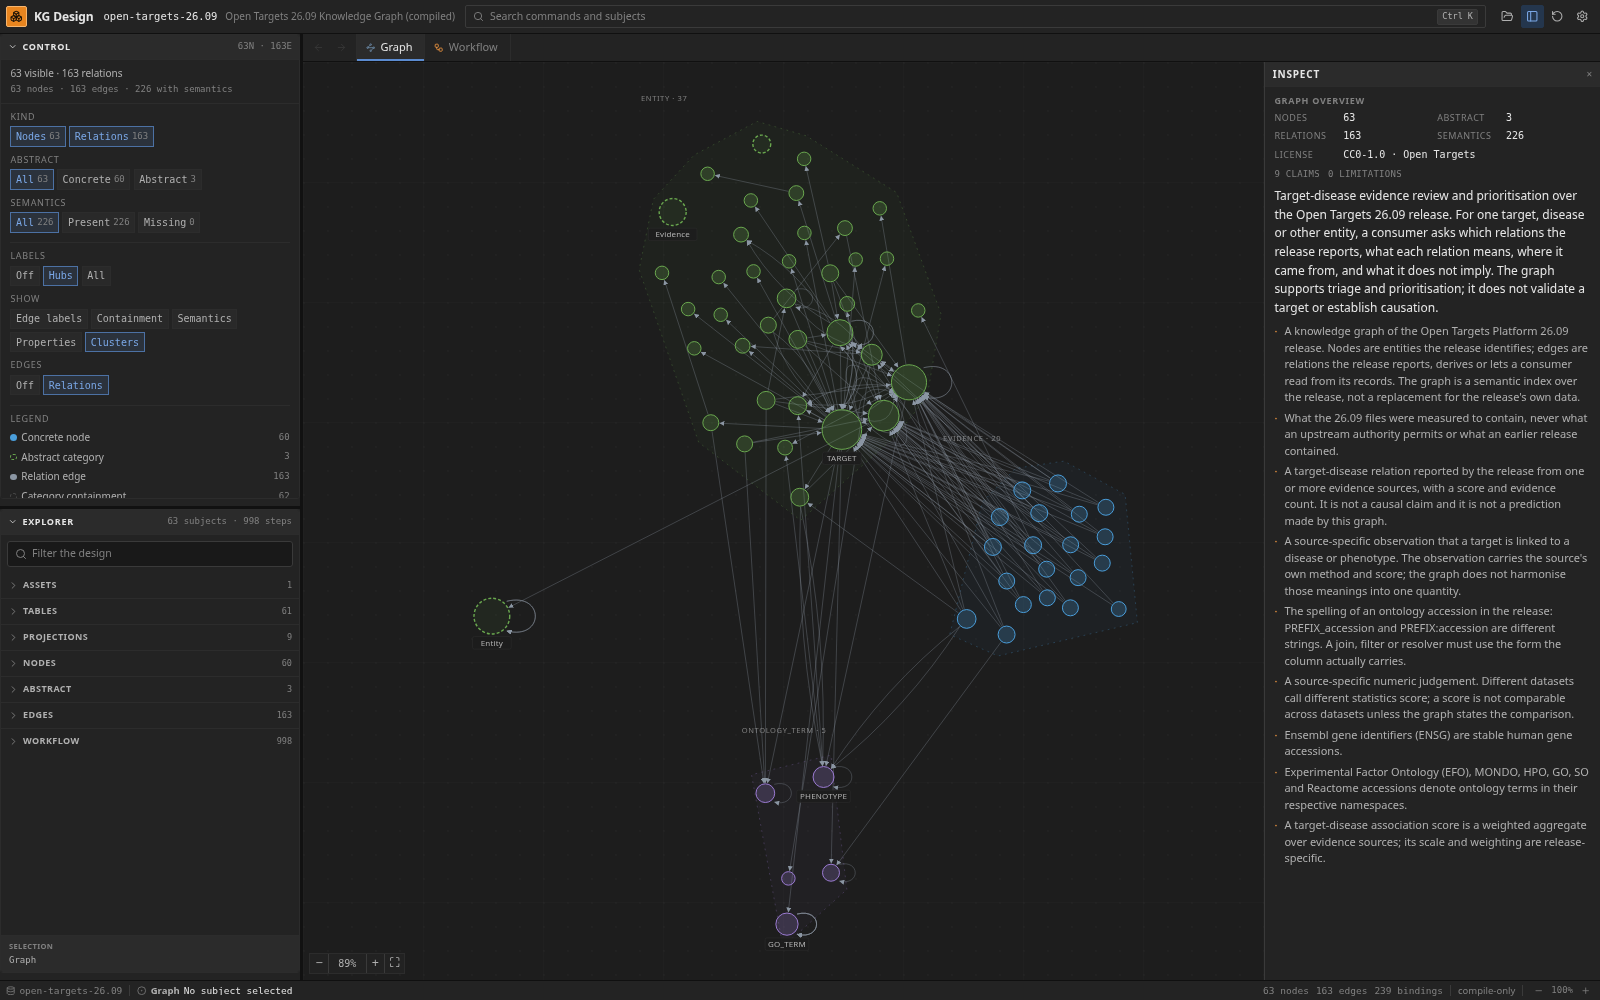 KG Design open-targets-26.09 Open Targets 26.09 Knowledge Graph (compiled) Search commands and subjects Ctrl K
CONTROL 63N · 163E
63 visible · 163 relations
63 nodes · 163 edges · 226 with semantics
KIND
Nodes 63 Relations 163
ABSTRACT
All 63 Concrete 60 Abstract 3
SEMANTICS
All 226 Present 226 Missing 0
LABELS
Off Hubs All
SHOW
Edge labels Containment Semantics
Properties Clusters
EDGES
Off Relations
LEGEND
Concrete node 60
Abstract category 3
Relation edge 163
Category containment 62
EXPLORER 63 subjects · 998 steps
Filter the design
ASSETS 1
TABLES 61
PROJECTIONS 9
NODES 60
ABSTRACT 3
EDGES 163
WORKFLOW 998
SELECTION
Graph
Graph Workflow
ENTITY · 37
Evidence
TARGET
EVIDENCE · 20
Entity
ONTOLOGY_TERM · 5
PHENOTYPE
GO_TERM
− 89% +
INSPECT ×
GRAPH OVERVIEW
NODES 63 ABSTRACT 3
RELATIONS 163 SEMANTICS 226
LICENSE CC0-1.0 · Open Targets
9 CLAIMS 0 LIMITATIONS
Target-disease evidence review and prioritisation over
the Open Targets 26.09 release. For one target, disease
or other entity, a consumer asks which relations the
release reports, what each relation means, where it
came from, and what it does not imply. The graph
supports triage and prioritisation; it does not validate a
target or establish causation.
· A knowledge graph of the Open Targets Platform 26.09
release. Nodes are entities the release identifies; edges are
relations the release reports, derives or lets a consumer
read from its records. The graph is a semantic index over
the release, not a replacement for the release's own data.
· What the 26.09 files were measured to contain, never what
an upstream authority permits or what an earlier release
contained.
· A target-disease relation reported by the release from one
or more evidence sources, with a score and evidence
count. It is not a causal claim and it is not a prediction
made by this graph.
· A source-specific observation that a target is linked to a
disease or phenotype. The observation carries the source's
own method and score; the graph does not harmonise
those meanings into one quantity.
· The spelling of an ontology accession in the release:
PREFIX_accession and PREFIX:accession are different
strings. A join, filter or resolver must use the form the
column actually carries.
· A source-specific numeric judgement. Different datasets
call different statistics score; a score is not comparable
across datasets unless the graph states the comparison.
· Ensembl gene identifiers (ENSG) are stable human gene
accessions.
· Experimental Factor Ontology (EFO), MONDO, HPO, GO, SO
and Reactome accessions denote ontology terms in their
respective namespaces.
· A target-disease association score is a weighted aggregate
over evidence sources; its scale and weighting are release-
specific.
open-targets-26.09 Graph No subject selected 63 nodes 163 edges 239 bindings compile-only − 100% +